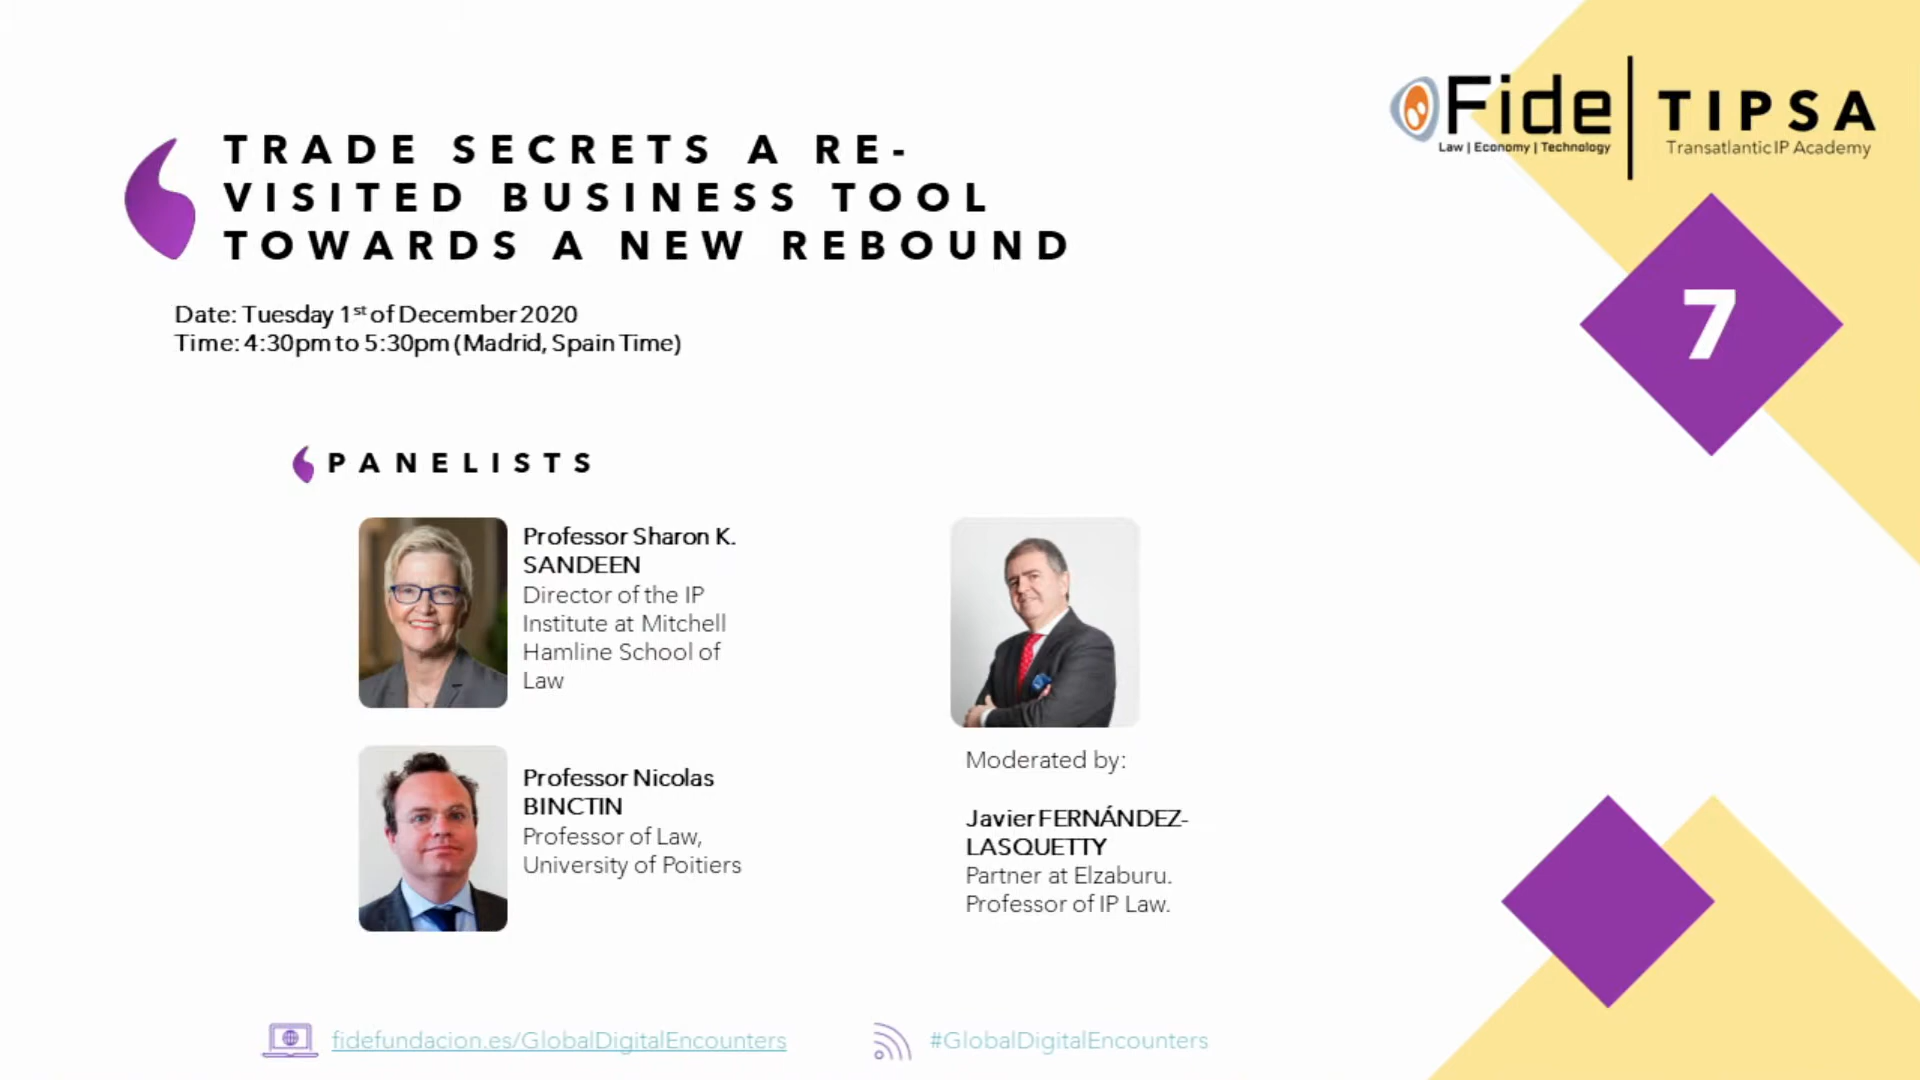 TRADE SECRETS A RE-
VISITED BUSINESS TOOL
TOWARDS A NEW REBOUND
Fide
Law | Economy | Technology
TIPSA
Transatlantic IP Academy
7
Date: Tuesday 1st of December 2020
Time: 4:30pm to 5:30pm (Madrid, Spain Time)
PANELISTS
Professor Sharon K.
SANDEEN
Director of the IP
Institute at Mitchell
Hamline School of
Law
Professor Nicolas
BINCTIN
Professor of Law,
University of Poitiers
Moderated by:
Javier FERNÁNDEZ-
LASQUETTY
Partner at Elzaburu.
Professor of IP Law.
fidefundacion.es/GlobalDigitalEncounters
#GlobalDigitalEncounters